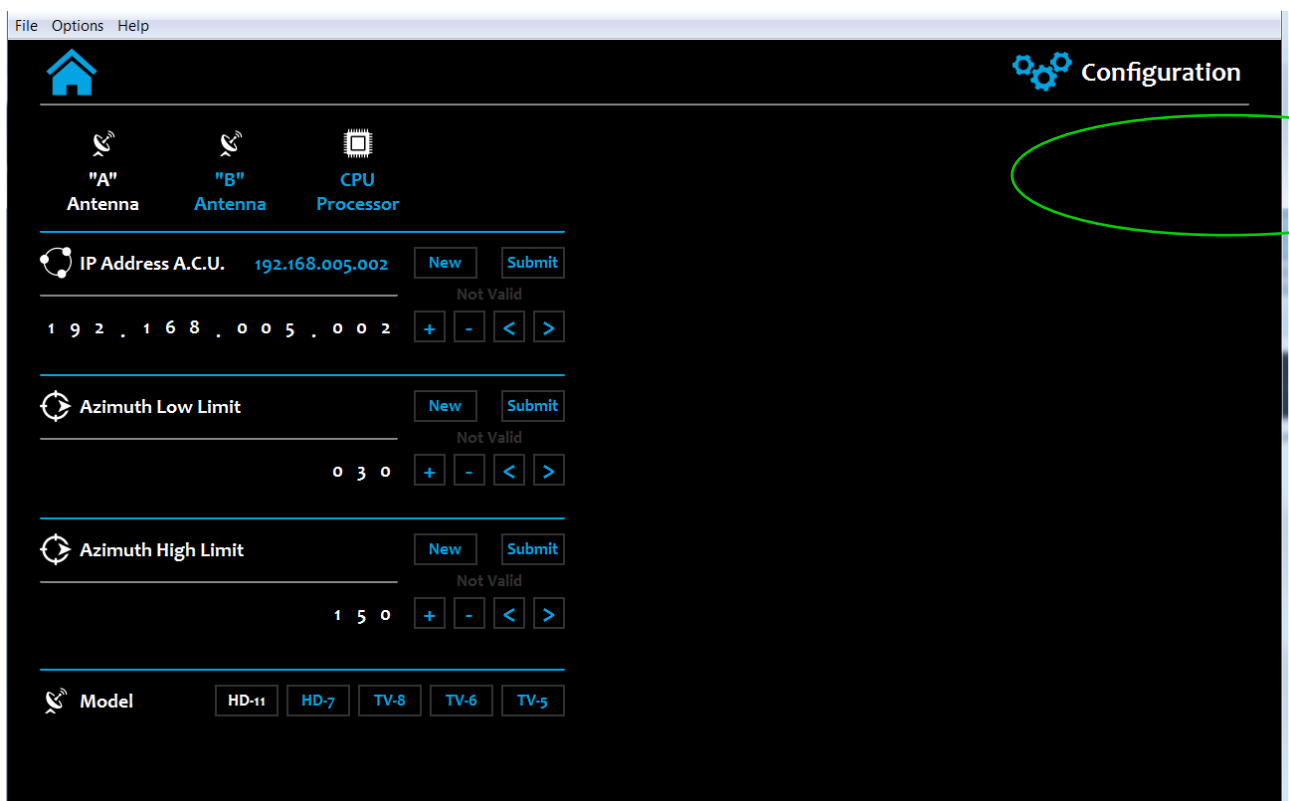 File Options Help
Configuration
"A" Antenna
"B" Antenna
CPU Processor
IP Address A.C.U. 192.168.005.002 New Submit
Not Valid
1 9 2 . 1 6 8 . 0 0 5 . 0 0 2 + - < >
Azimuth Low Limit New Submit
Not Valid
0 3 0 + - < >
Azimuth High Limit New Submit
Not Valid
1 5 0 + - < >
Model HD-11 HD-7 TV-8 TV-6 TV-5